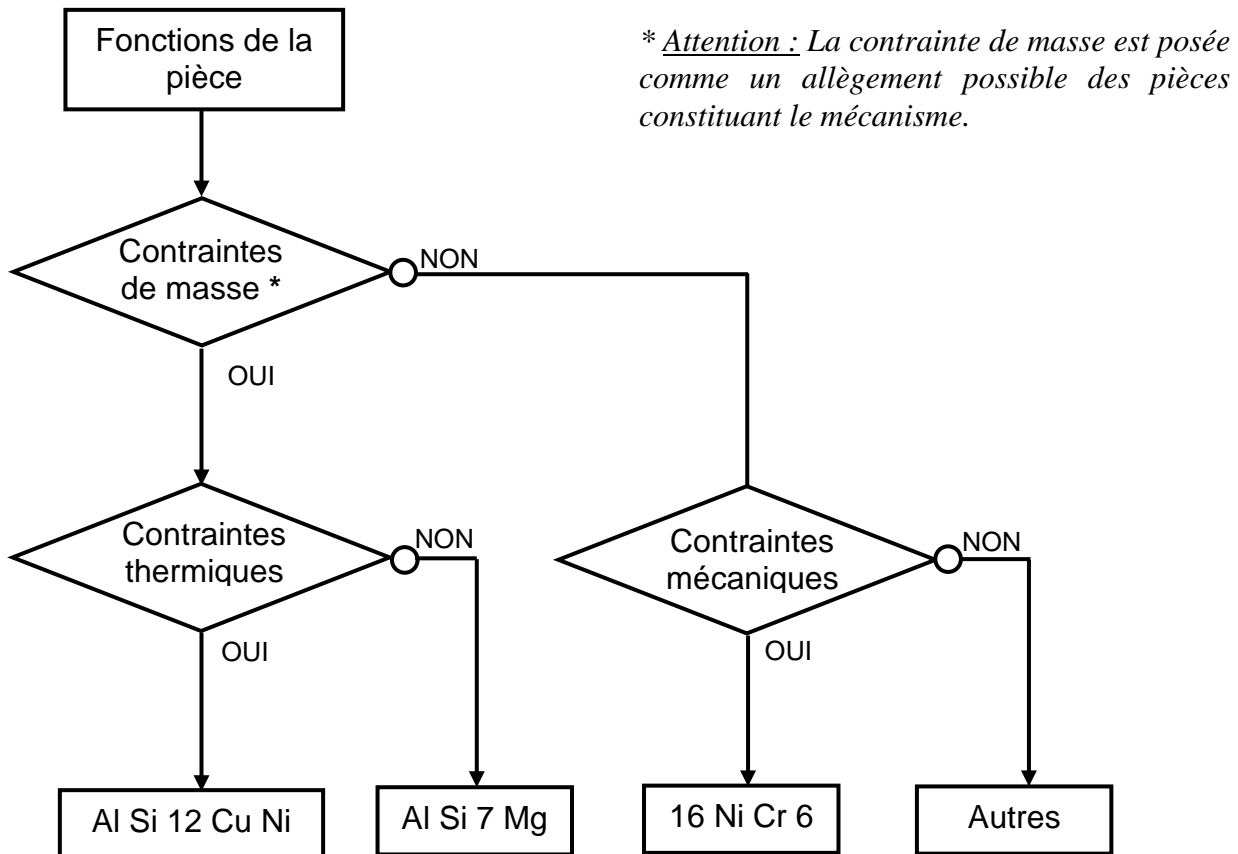 Fonctions de la
pièce
* Attention : La contrainte de masse est posée
comme un allègement possible des pièces
constituant le mécanisme.
Contraintes
de masse *
NON
OUI
Contraintes
thermiques
NON
OUI
Contraintes
mécaniques
NON
OUI
Al Si 12 Cu Ni
Al Si 7 Mg
16 Ni Cr 6
Autres